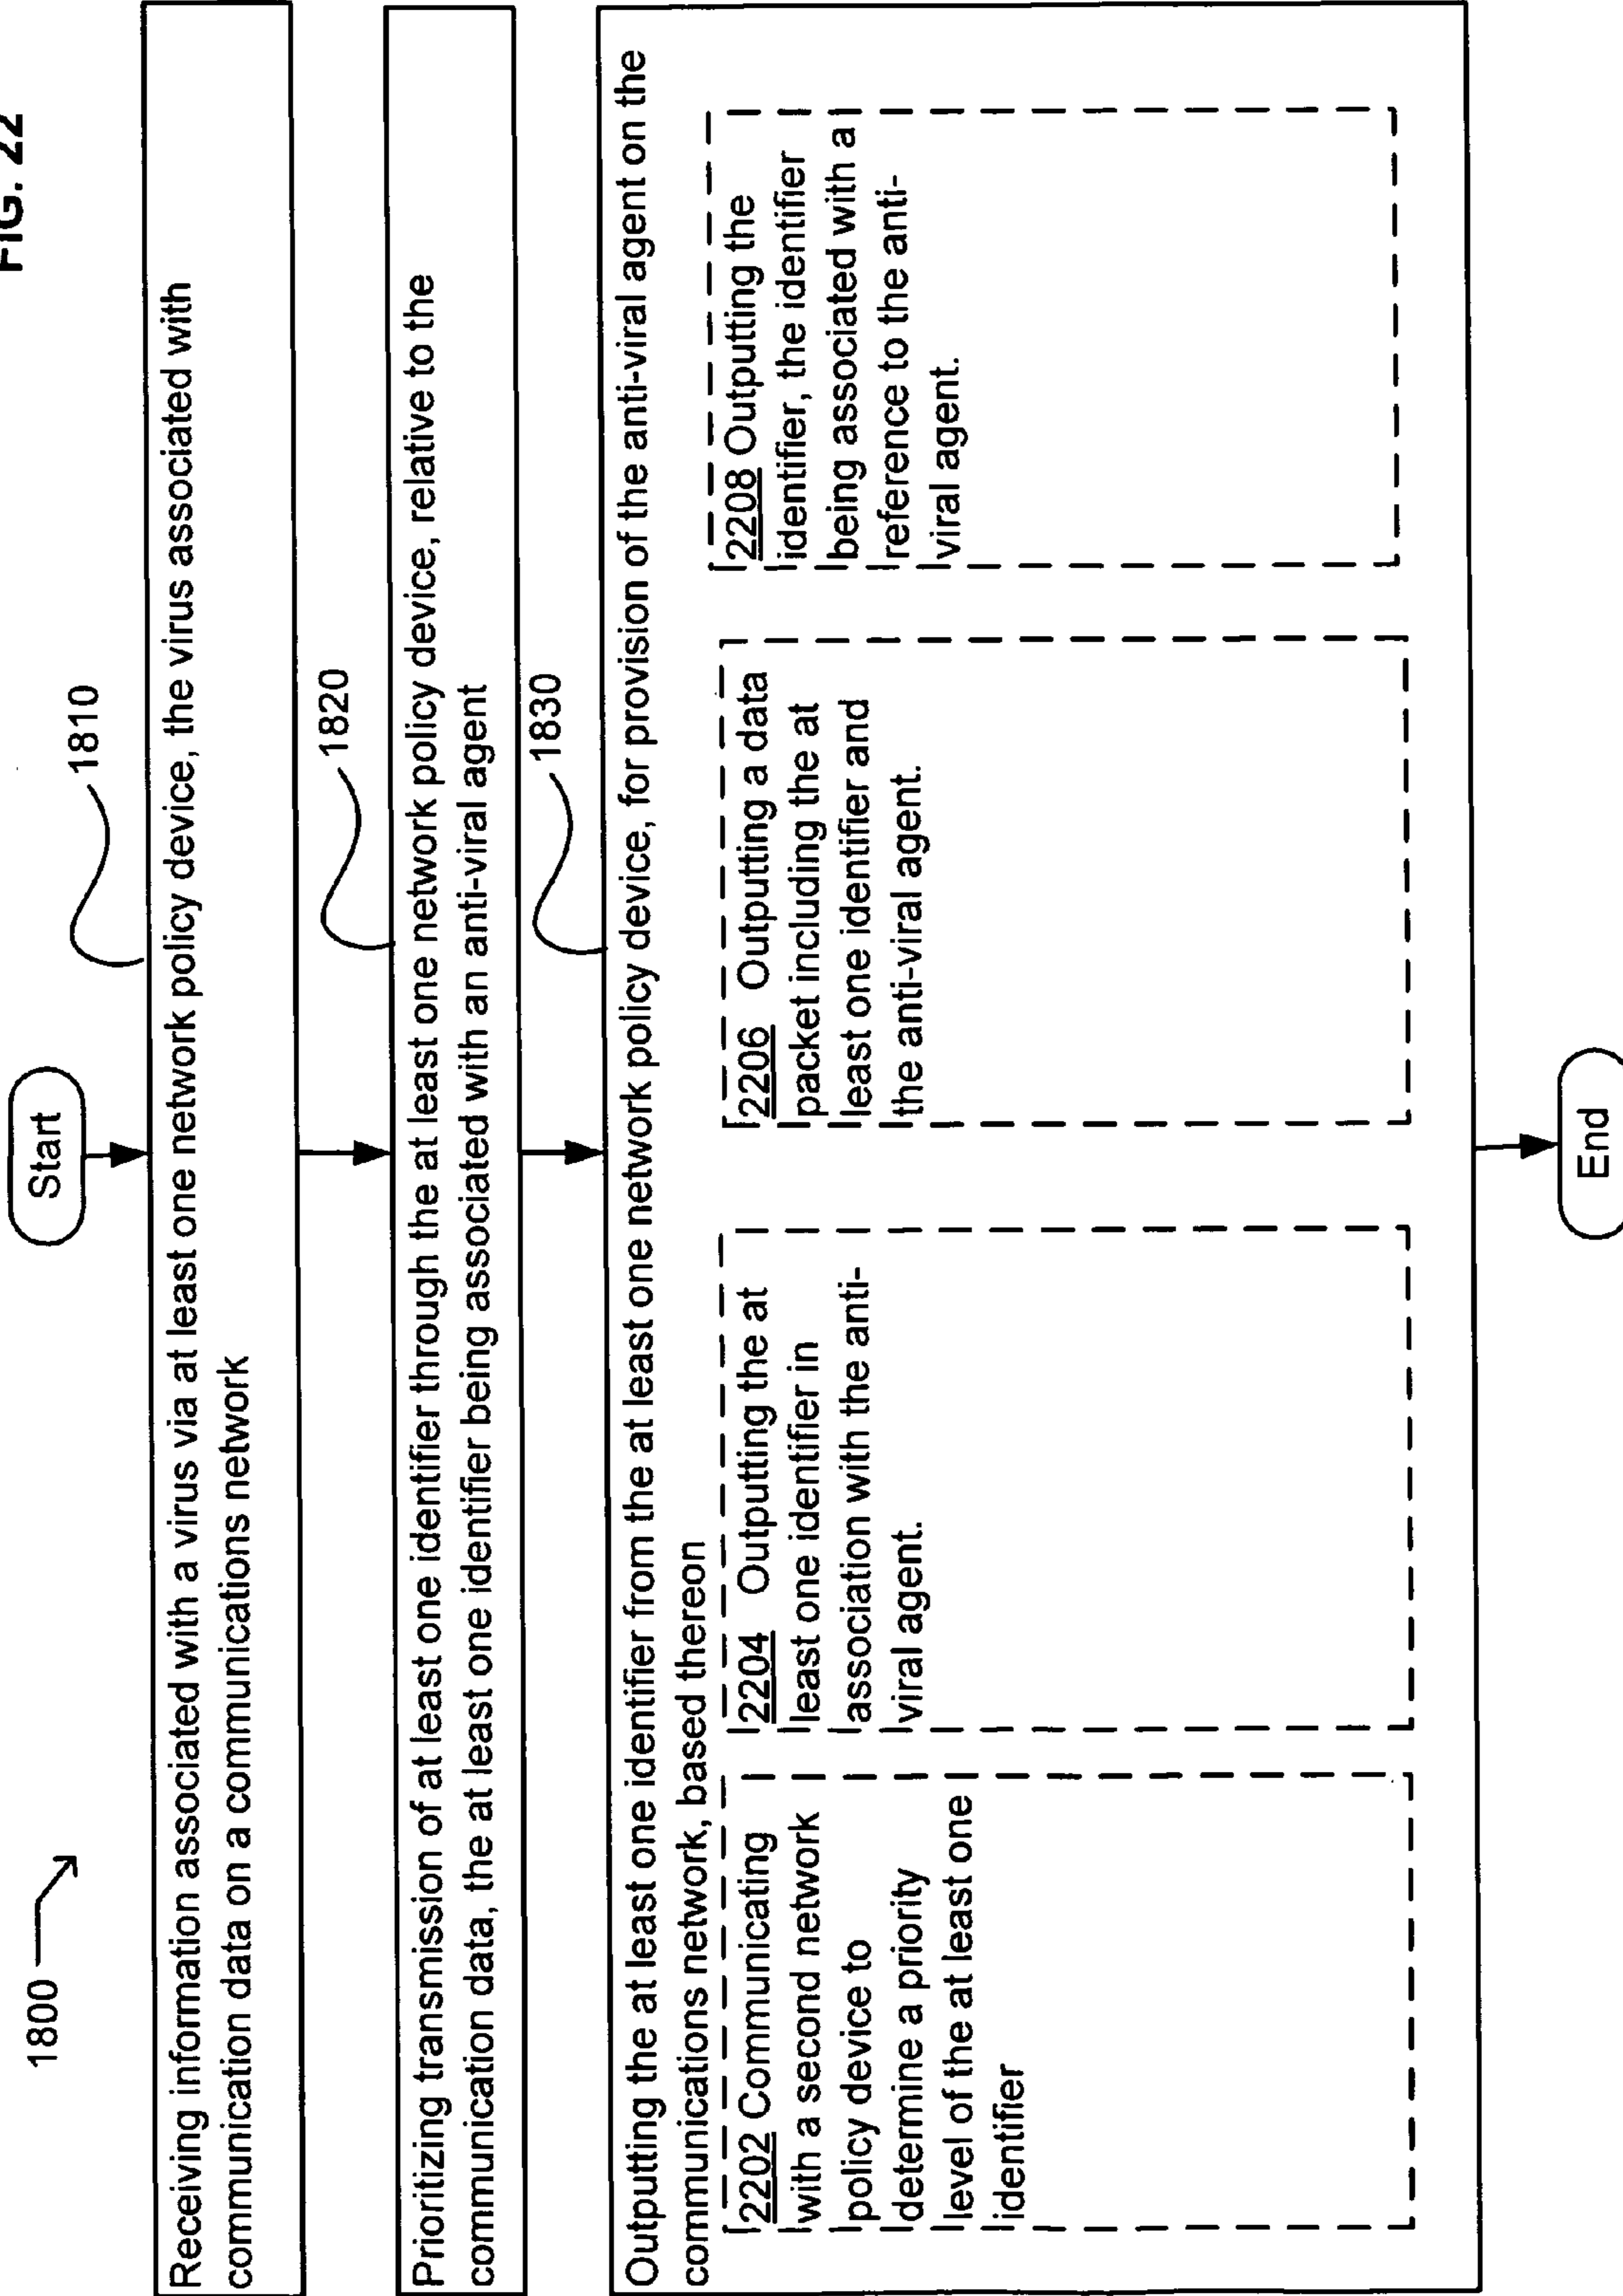 FIG. 22
1800
Start
1810
Receiving information associated with a virus via at least one network policy device, the virus associated with
communication data on a communications network
1820
Prioritizing transmission of at least one identifier through the at least one network policy device, relative to the
communication data, the at least one identifier being associated with an anti-viral agent
1830
Outputting the at least one identifier from the at least one network policy device, for provision of the anti-viral agent on the
communications network, based thereon
2202 Communicating
with a second network
policy device to
determine a priority
level of the at least one
identifier
2204 Outputting the at
least one identifier in
association with the anti-
viral agent.
2206 Outputting a data
packet including the at
least one identifier and
the anti-viral agent.
2208 Outputting the
identifier, the identifier
being associated with a
reference to the anti-
viral agent.
End